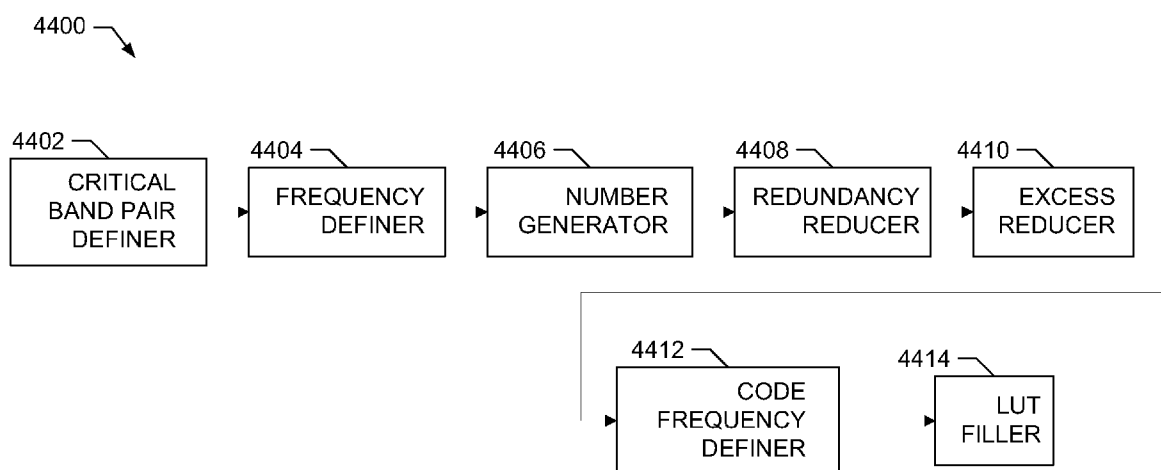 4400
4402
CRITICAL
BAND PAIR
DEFINER
4404
FREQUENCY
DEFINER
4406
NUMBER
GENERATOR
4408
REDUNDANCY
REDUCER
4410
EXCESS
REDUCER
4412
CODE
FREQUENCY
DEFINER
4414
LUT
FILLER